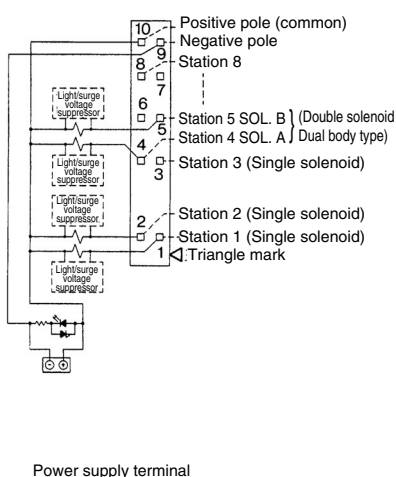 10 Positive pole (common)
Negative pole
9
8 Station 8
7
Light/surge
voltage
suppressor
6
Station 5 SOL. B (Double solenoid
5
Station 4 SOL. A Dual body type)
4
Light/surge
voltage
suppressor
Station 3 (Single solenoid)
3
Light/surge
voltage
suppressor
2 Station 2 (Single solenoid)
Station 1 (Single solenoid)
1 Triangle mark
Light/surge
voltage
suppressor
⊖ ⊕
Power supply terminal